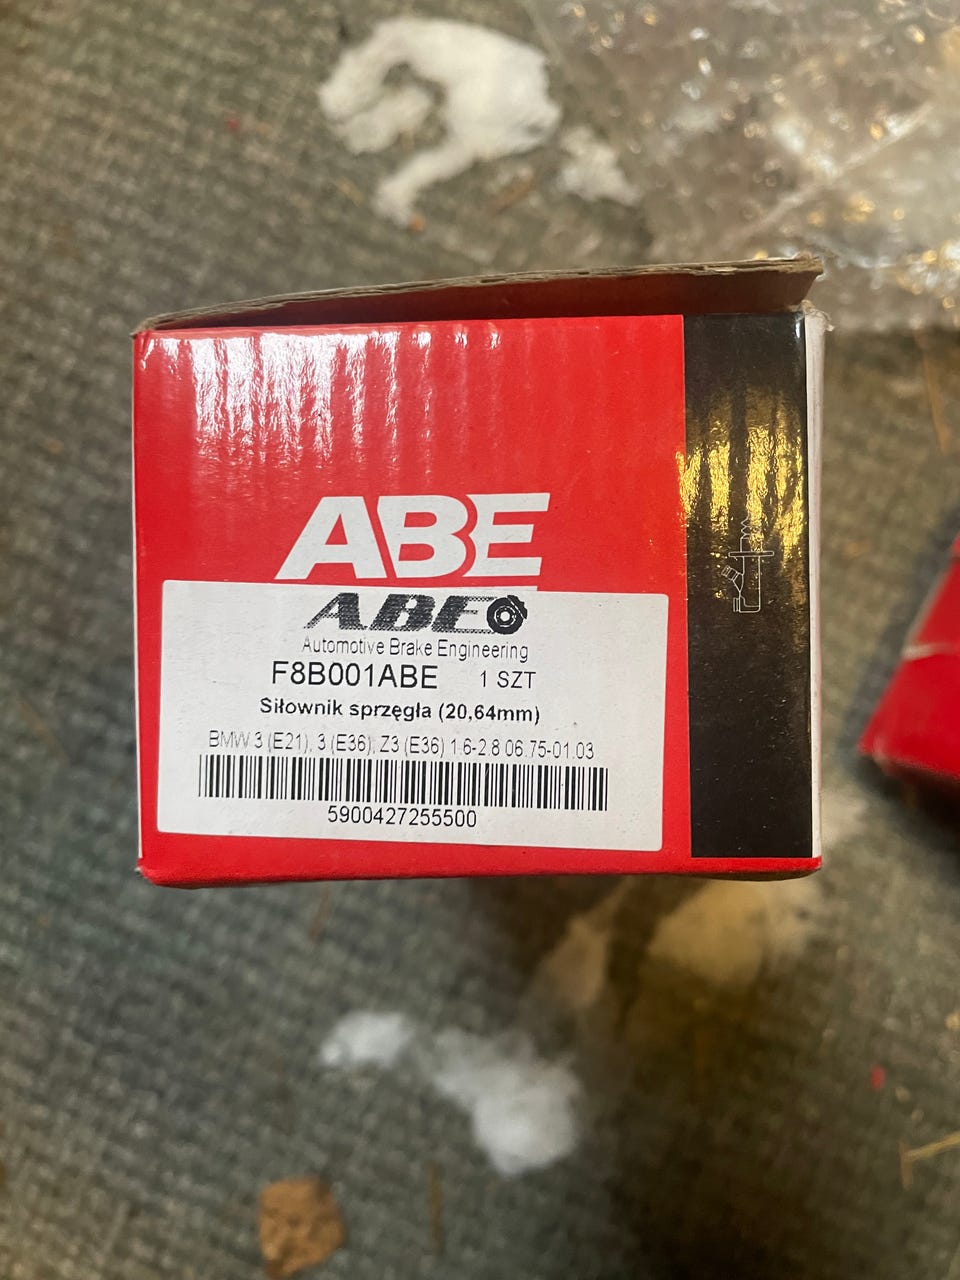 ABE
ABE
Automotive Brake Engineering
F8B001ABE 1 SZT
Siłownik sprzęgła (20,64mm)
BMW 3 (E21), 3 (E36), Z3 (E36) 1.6-2.8 06.75-01.03
5900427255500